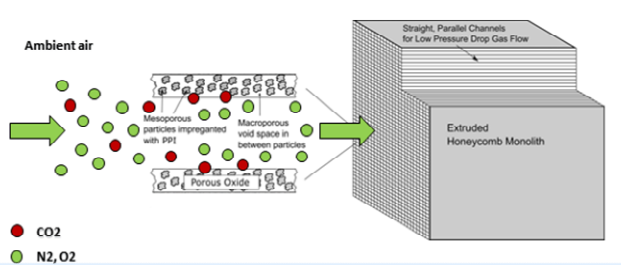 Ambient air
Straight, Parallel Channels
for Low Pressure Drop Gas Flow
Mesoporous
particles impreganted
with PPI
Macroporous
void space in
between particles
Porous Oxide
Extruded
Honeycomb Monolith
CO2
N2, O2